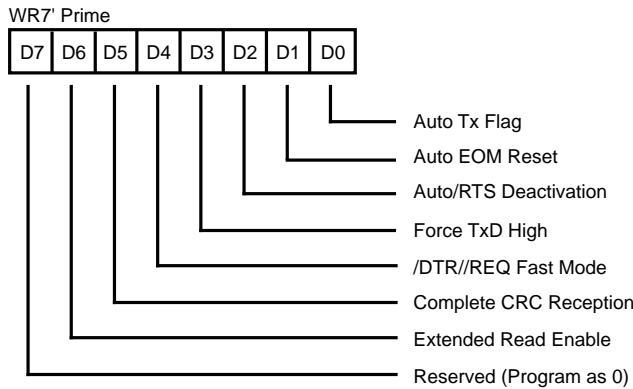 WR7' Prime
D7 D6 D5 D4 D3 D2 D1 D0
Auto Tx Flag
Auto EOM Reset
Auto/RTS Deactivation
Force TxD High
/DTR//REQ Fast Mode
Complete CRC Reception
Extended Read Enable
Reserved (Program as 0)